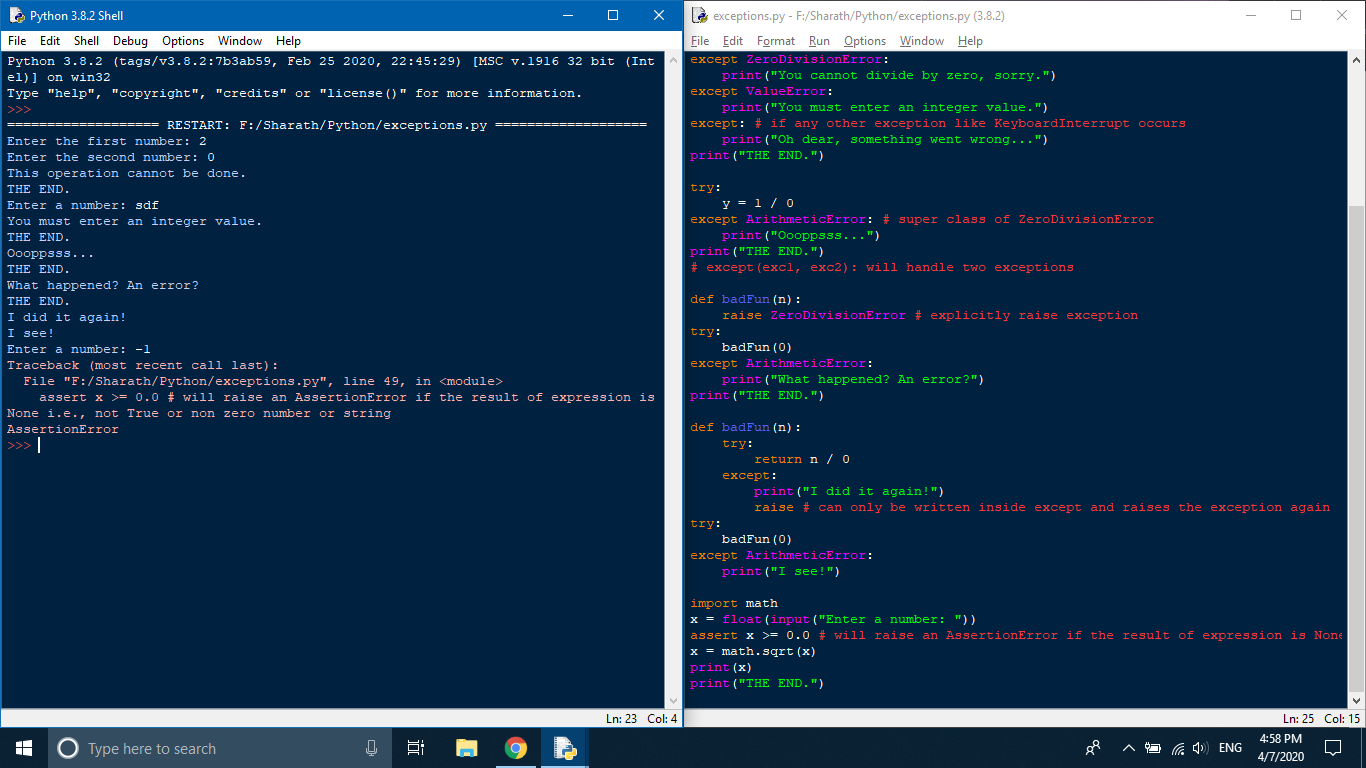 Python 3.8.2 Shell
File Edit Shell Debug Options Window Help
Python 3.8.2 (tags/v3.8.2:7b3ab59, Feb 25 2020, 22:45:29) [MSC v.1916 32 bit (Int
el)] on win32
Type "help", "copyright", "credits" or "license()" for more information.
>>>
=================== RESTART: F:/Sharath/Python/exceptions.py ===================
Enter the first number: 2
Enter the second number: 0
This operation cannot be done.
THE END.
Enter a number: sdf
You must enter an integer value.
THE END.
Oooppsss...
THE END.
What happened? An error?
THE END.
I did it again!
I see!
Enter a number: -1
Traceback (most recent call last):
  File "F:/Sharath/Python/exceptions.py", line 49, in <module>
    assert x >= 0.0 # will raise an AssertionError if the result of expression is
None i.e., not True or non zero number or string
AssertionError
>>>
Ln: 23 Col: 4
exceptions.py - F:/Sharath/Python/exceptions.py (3.8.2)
File Edit Format Run Options Window Help
except ZeroDivisionError:
    print("You cannot divide by zero, sorry.")
except ValueError:
    print("You must enter an integer value.")
except: # if any other exception like KeyboardInterrupt occurs
    print("Oh dear, something went wrong...")
print("THE END.")

try:
    y = 1 / 0
except ArithmeticError: # super class of ZeroDivisionError
    print("Oooppsss...")
print("THE END.")
# except(exc1, exc2): will handle two exceptions

def badFun(n):
    raise ZeroDivisionError # explicitly raise exception
try:
    badFun(0)
except ArithmeticError:
    print("What happened? An error?")
print("THE END.")

def badFun(n):
    try:
        return n / 0
    except:
        print("I did it again!")
        raise # can only be written inside except and raises the exception again
try:
    badFun(0)
except ArithmeticError:
    print("I see!")

import math
x = float(input("Enter a number: "))
assert x >= 0.0 # will raise an AssertionError if the result of expression is None
x = math.sqrt(x)
print(x)
print("THE END.")
Ln: 25 Col: 15
Type here to search
ENG
4:58 PM
4/7/2020